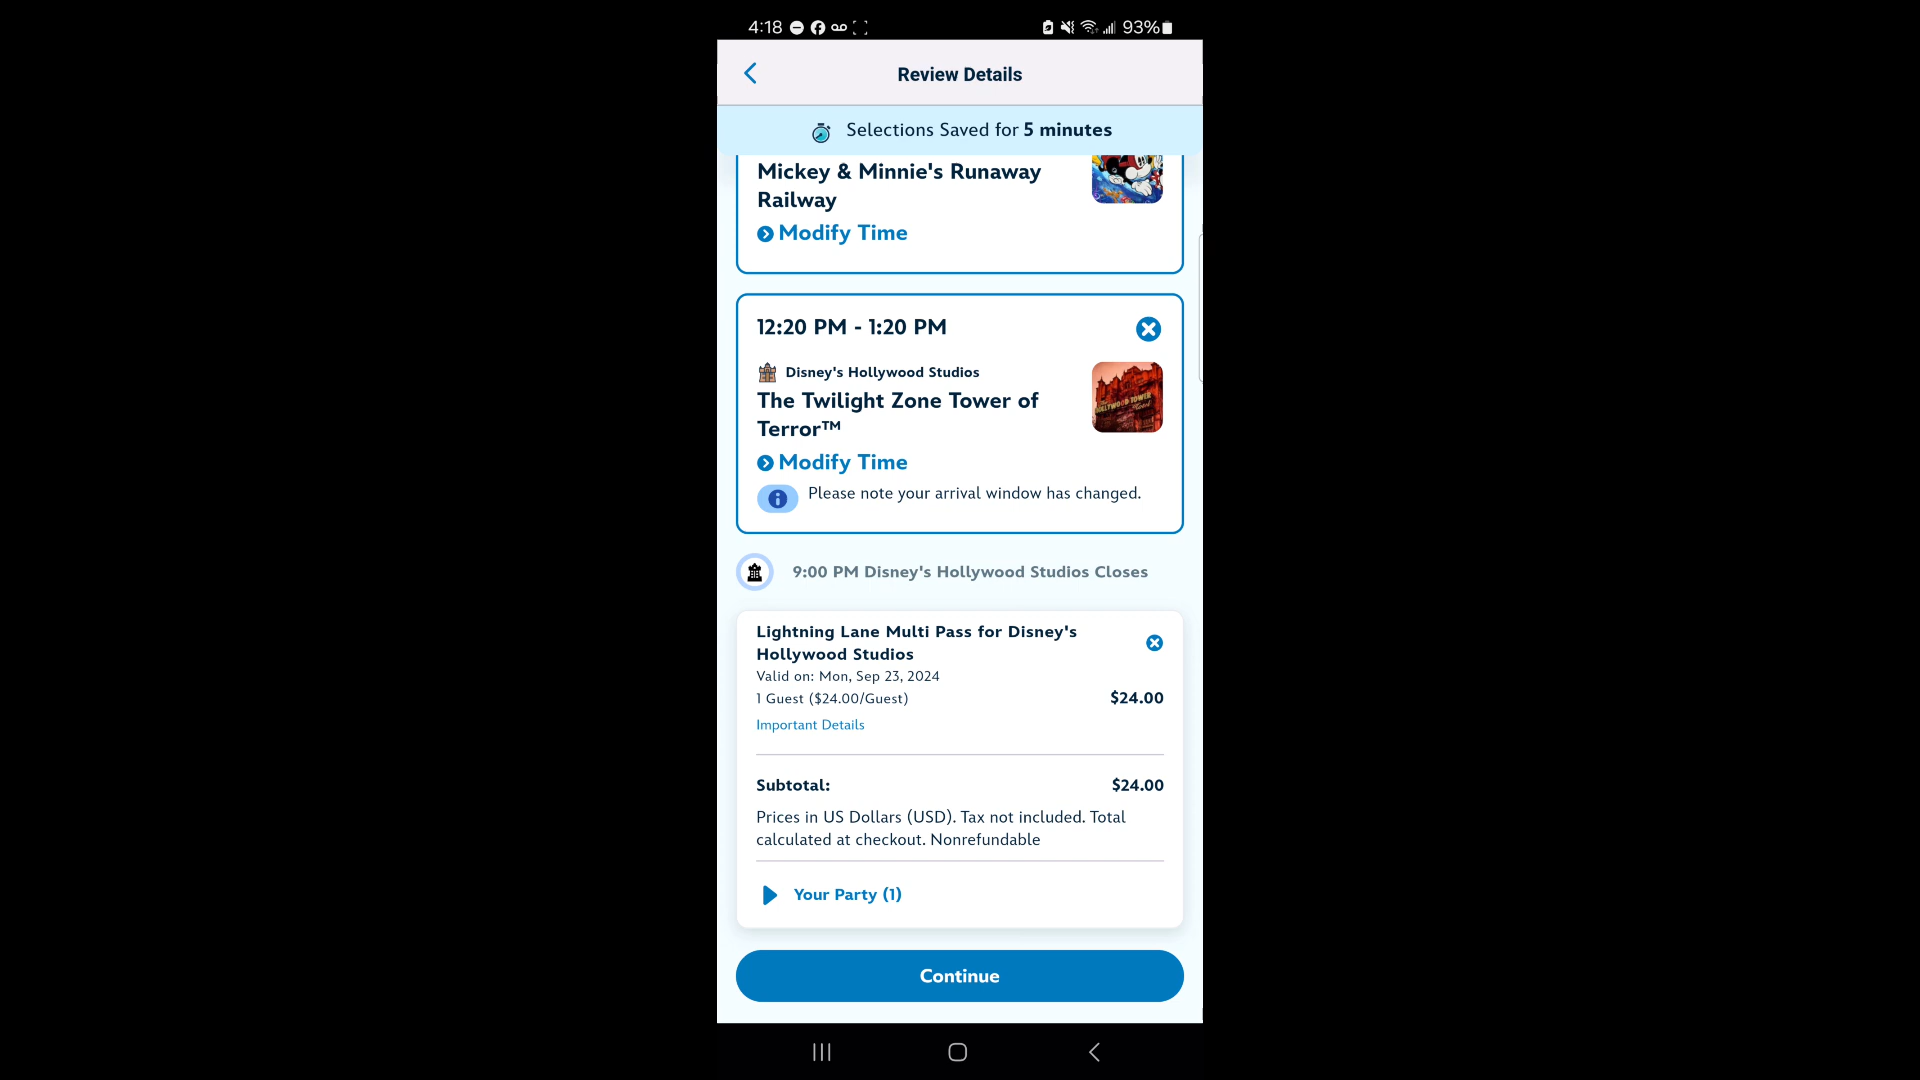 4:18
93%
Review Details
Selections Saved for 5 minutes
Mickey & Minnie's Runaway
Railway
Modify Time
12:20 PM - 1:20 PM
Disney's Hollywood Studios
The Twilight Zone Tower of
Terror™
HOLLYWOOD TOWER
Modify Time
Please note your arrival window has changed.
9:00 PM Disney's Hollywood Studios Closes
Lightning Lane Multi Pass for Disney's
Hollywood Studios
Valid on: Mon, Sep 23, 2024
1 Guest ($24.00/Guest) $24.00
Important Details
Subtotal: $24.00
Prices in US Dollars (USD). Tax not included. Total
calculated at checkout. Nonrefundable
Your Party (1)
Continue